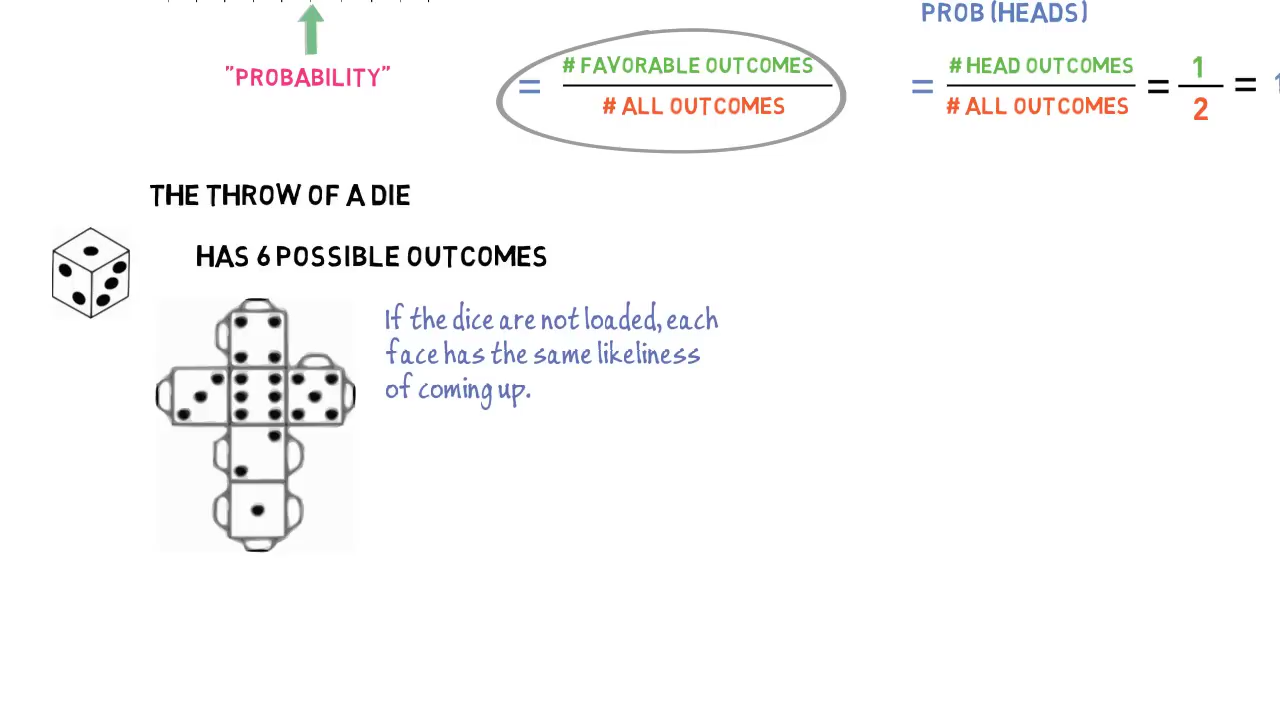 PROB (HEADS)
"PROBABILITY"
= # FAVORABLE OUTCOMES
# ALL OUTCOMES
= # HEAD OUTCOMES
# ALL OUTCOMES
= 1
2
=
THE THROW OF A DIE
HAS 6 POSSIBLE OUTCOMES
If the dice are not loaded, each
face has the same likeliness
of coming up.